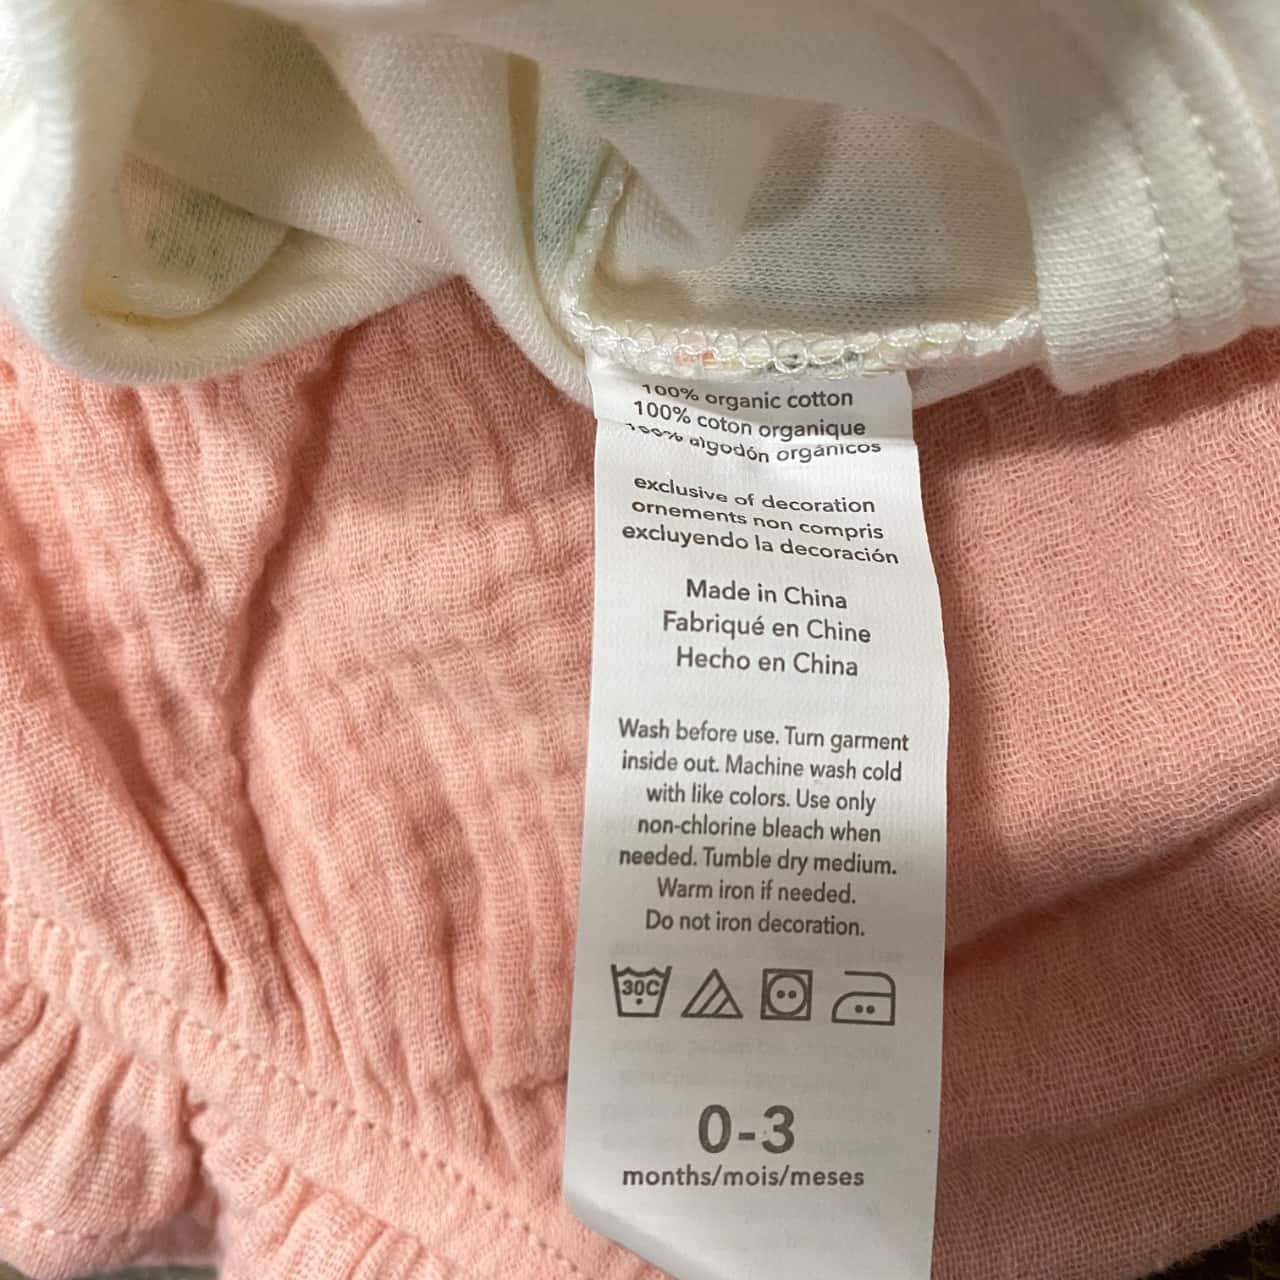 100% organic cotton
100% coton organique
100% algodón orgánicos
exclusive of decoration
ornements non compris
excluyendo la decoración
Made in China
Fabriqué en Chine
Hecho en China
Wash before use. Turn garment
inside out. Machine wash cold
with like colors. Use only
non-chlorine bleach when
needed. Tumble dry medium.
Warm iron if needed.
Do not iron decoration.
30C
0-3
months/mois/meses